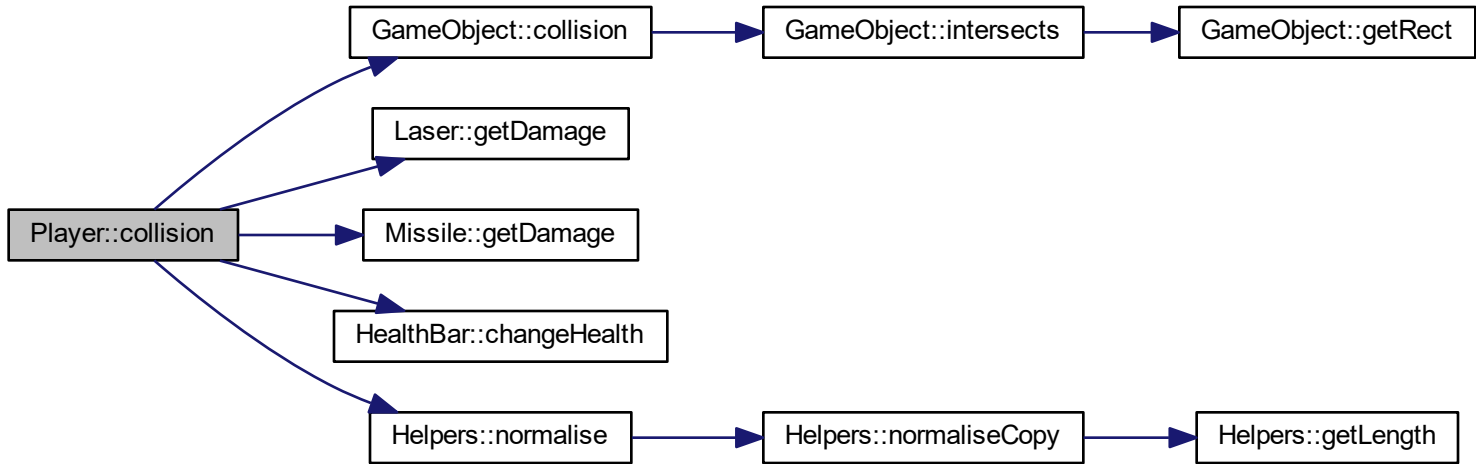 GameObject::collision
GameObject::intersects
GameObject::getRect
Laser::getDamage
Player::collision
Missile::getDamage
HealthBar::changeHealth
Helpers::normalise
Helpers::normaliseCopy
Helpers::getLength